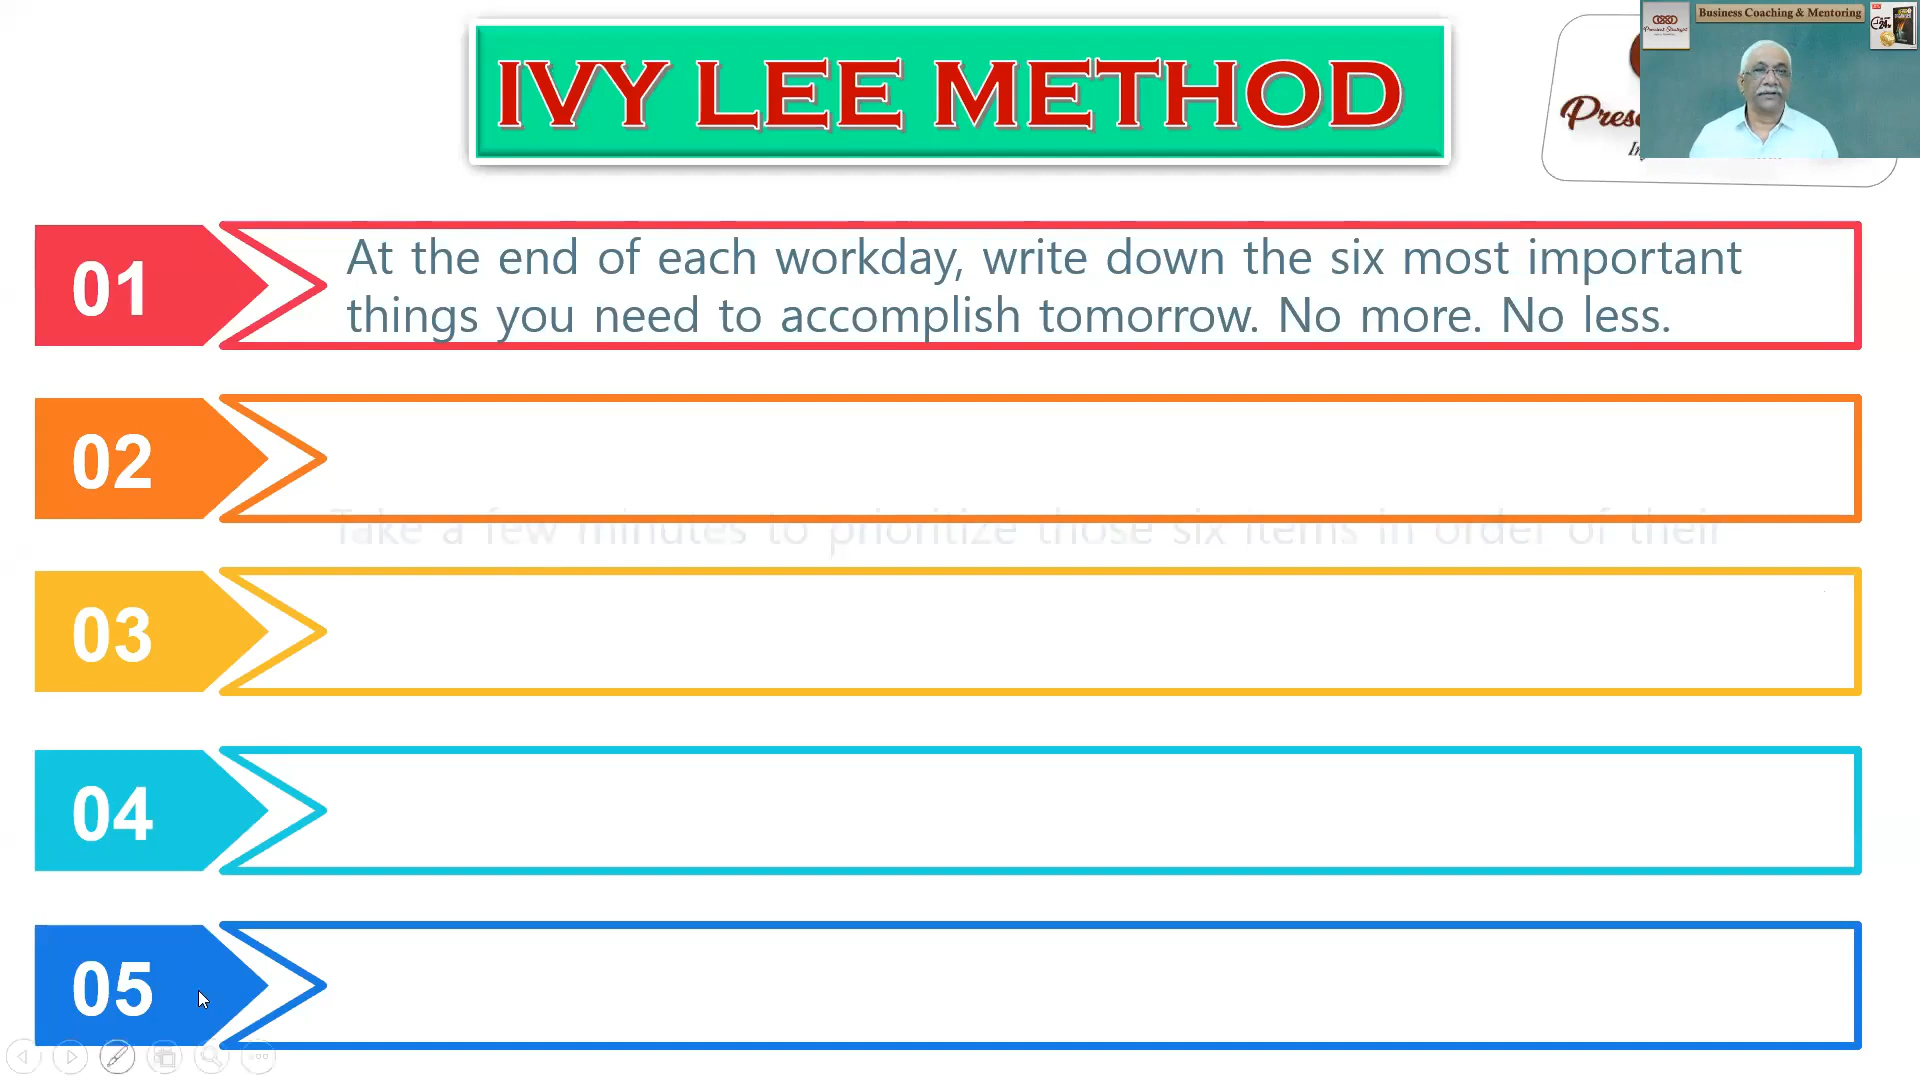 IVY LEE METHOD
Business Coaching & Mentoring
01
At the end of each workday, write down the six most important
things you need to accomplish tomorrow. No more. No less.
02
Take a few minutes to prioritize those six items in order of their
03
04
05